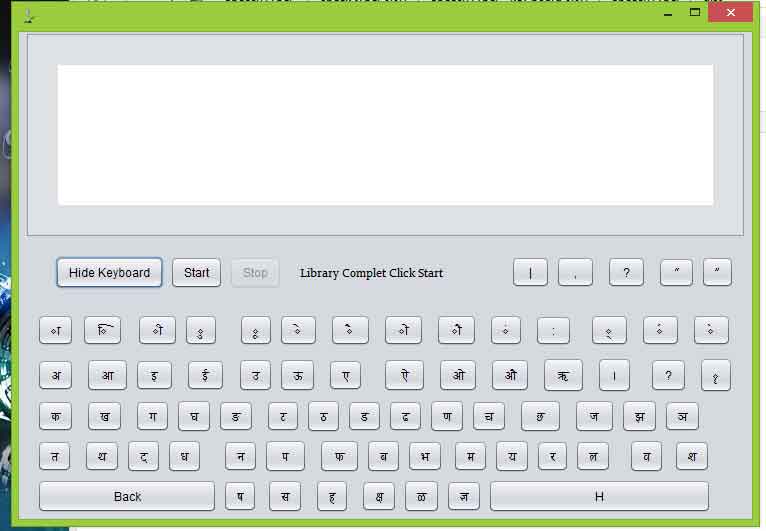 Hide Keyboard Start Stop Library Complet Click Start | , ? " "
ा ि ी ु ू े ै ो ौ ं : ृ
अ आ इ ई उ ऊ ए ऐ ओ औ ऋ । ?
क ख ग घ ङ ट ठ ड ढ ण च छ ज झ ञ
त थ द् ध न प फ ब भ म य र ल व श
Back ष स ह् क्ष ळ ज्ञ H